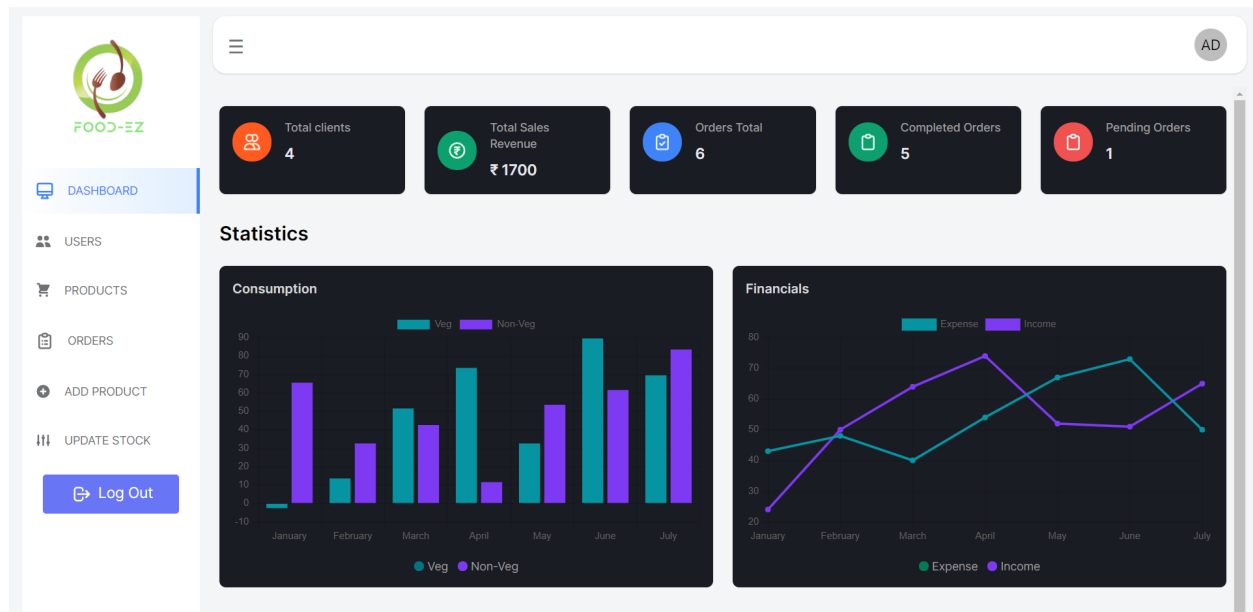 FOOD-EZ
DASHBOARD
USERS
PRODUCTS
ORDERS
ADD PRODUCT
UPDATE STOCK
Log Out
AD
Total clients
4
Total Sales
Revenue
₹ 1700
Orders Total
6
Completed Orders
5
Pending Orders
1
Statistics
Consumption
Veg Non-Veg
90
80
70
60
50
40
30
20
10
0
-10
January February March April May June July
Veg Non-Veg
Financials
Expense Income
80
70
60
50
40
30
20
January February March April May June July
Expense Income